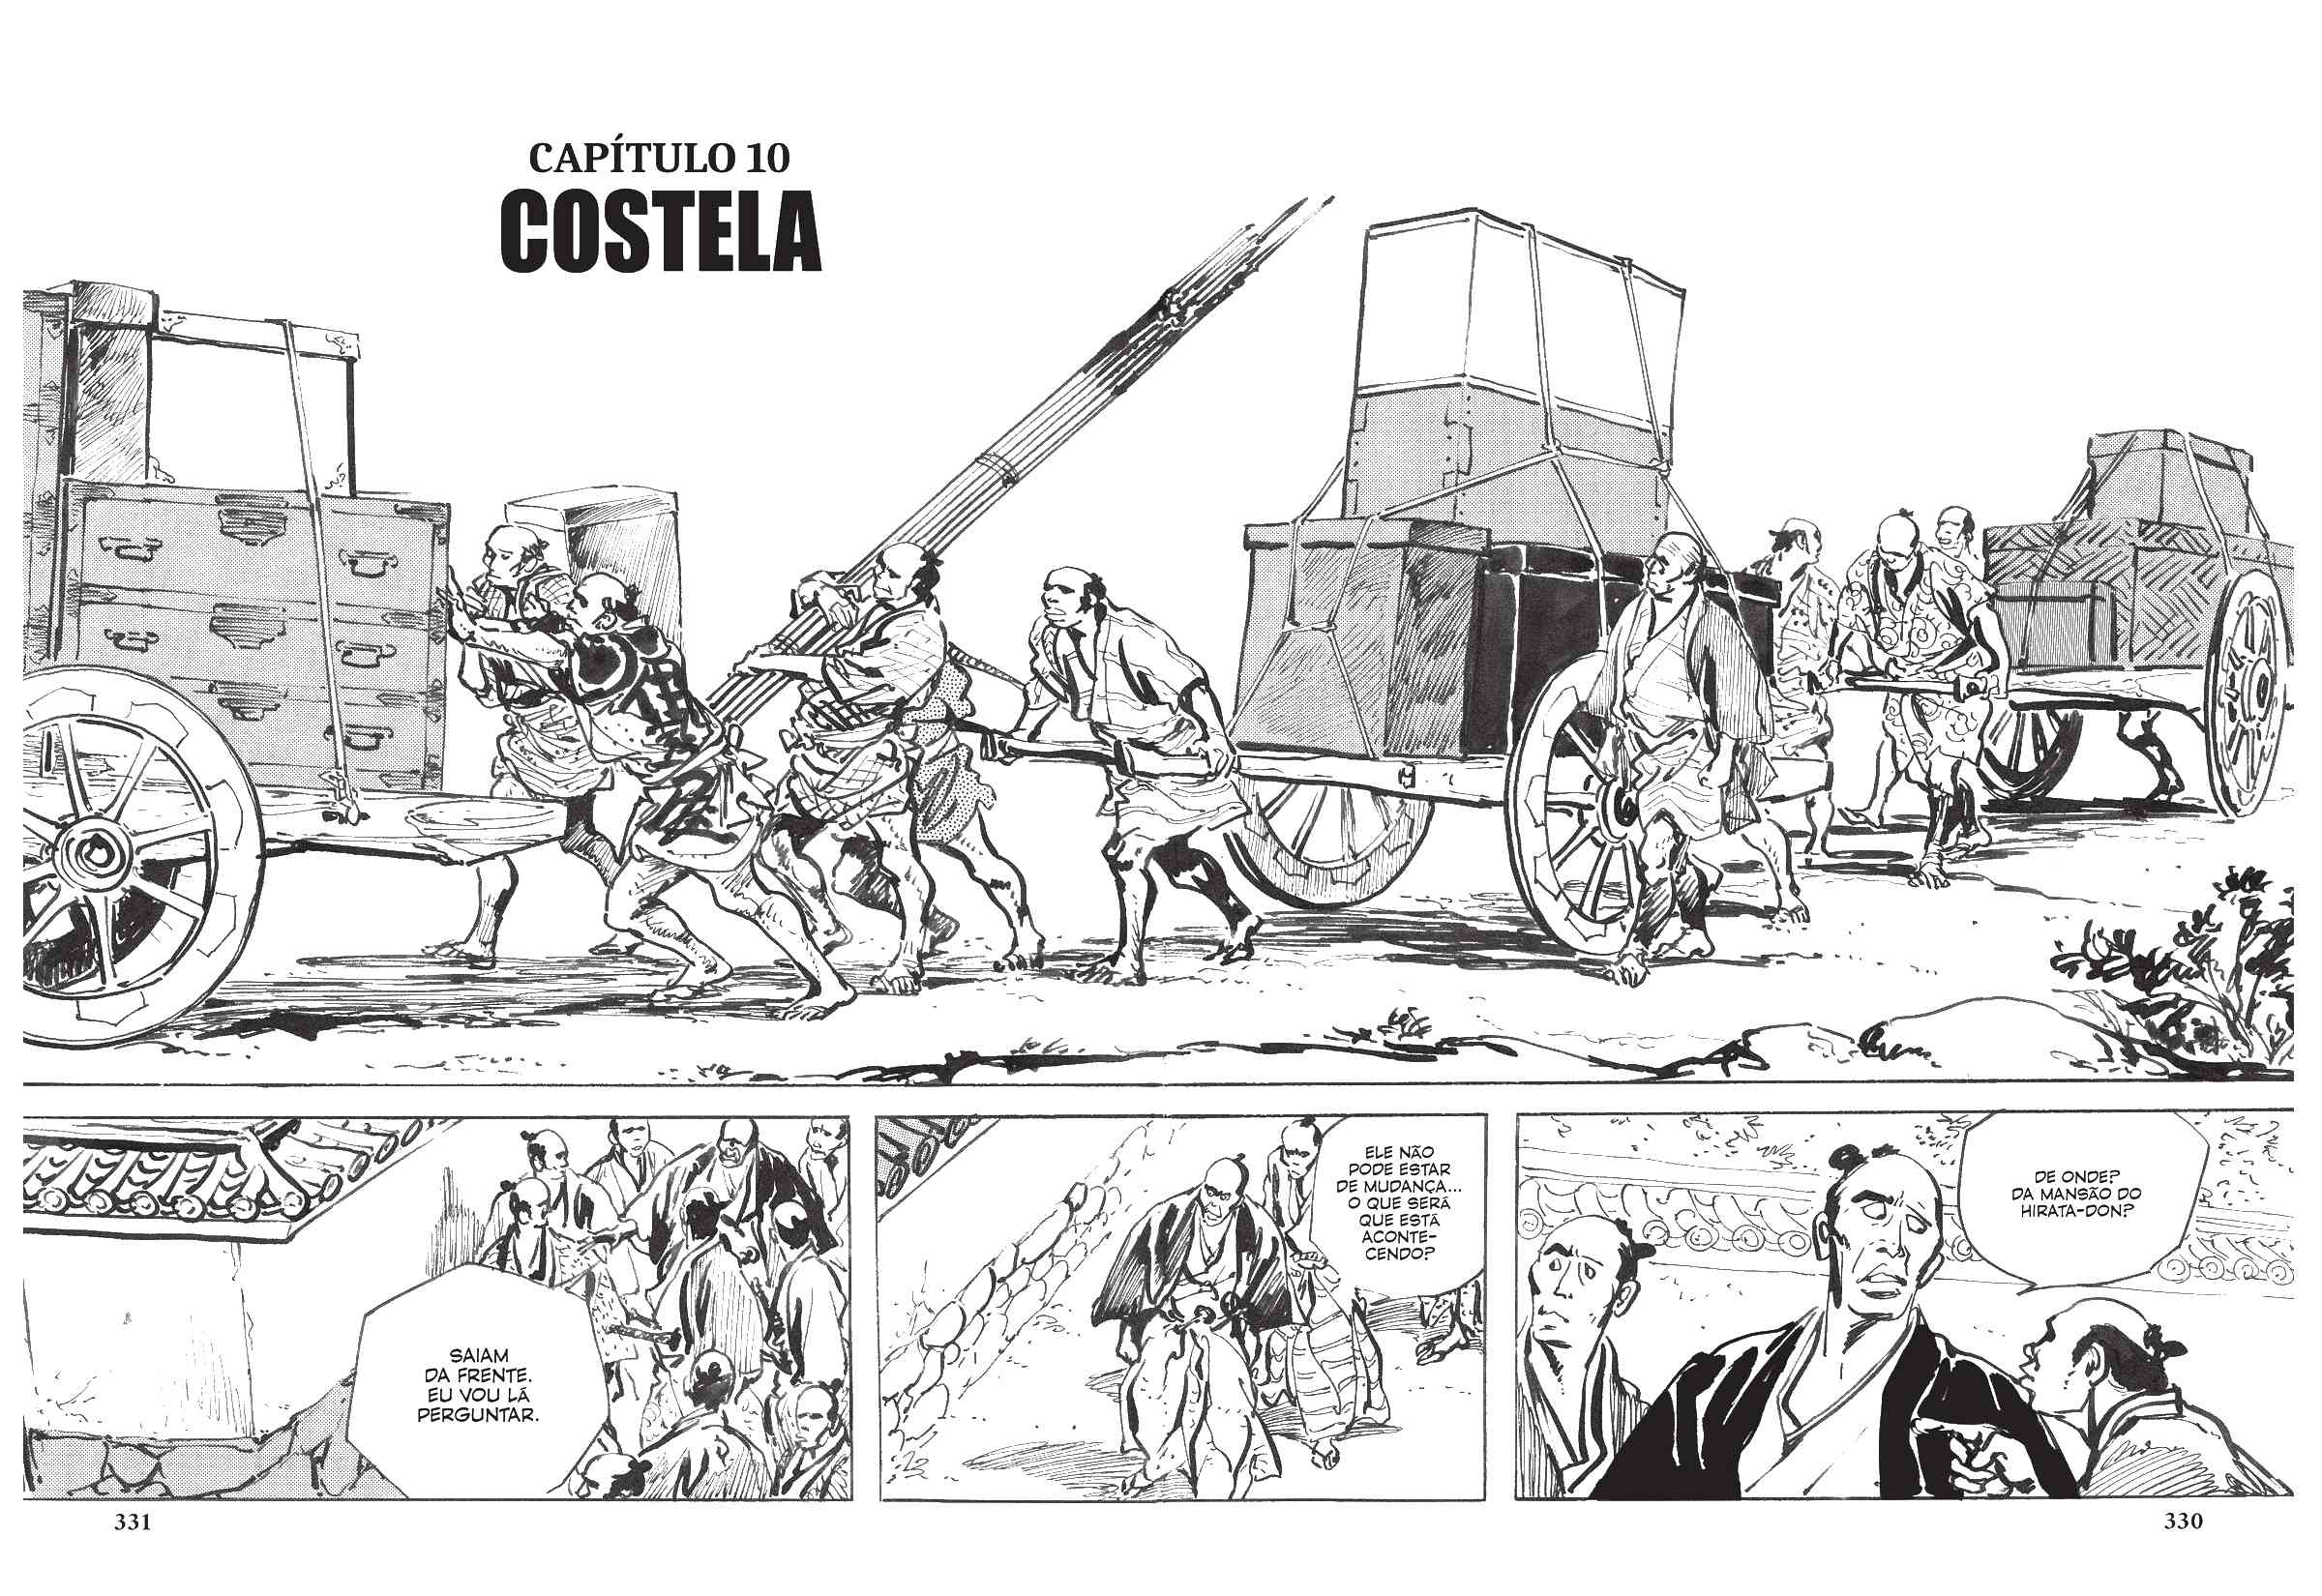 CAPÍTULO 10
COSTELA
DE ONDE?
DA MANSÃO DO
HIRATA-DON?
ELE NÃO
PODE ESTAR
DE MUDANÇA...
O QUE SERÁ
QUE ESTÁ
ACONTE-
CENDO?
SAIAM
DA FRENTE.
EU VOU LÁ
PERGUNTAR.
331
330